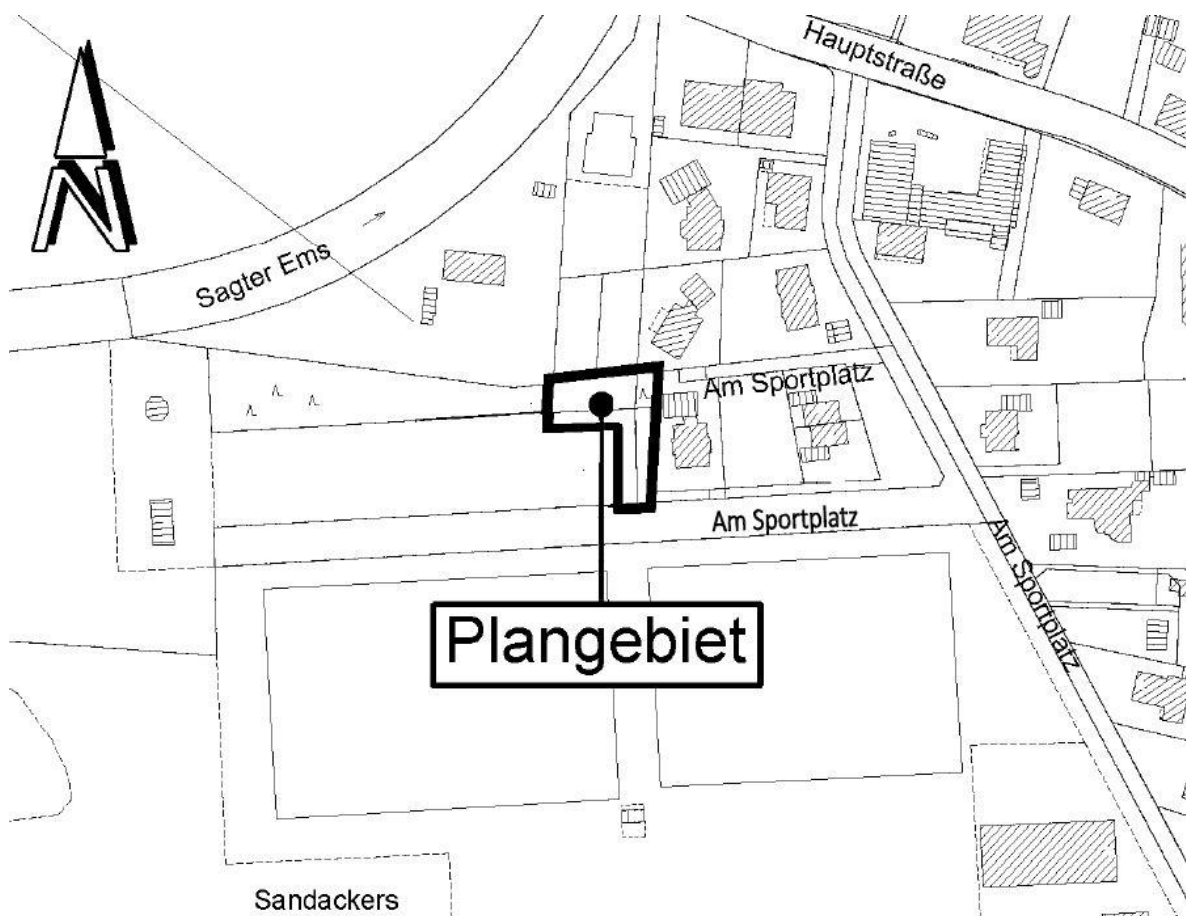 Hauptstraße
N
Sagter Ems
Am Sportplatz
Am Sportplatz
Am Sportplatz
Plangebiet
Sandackers